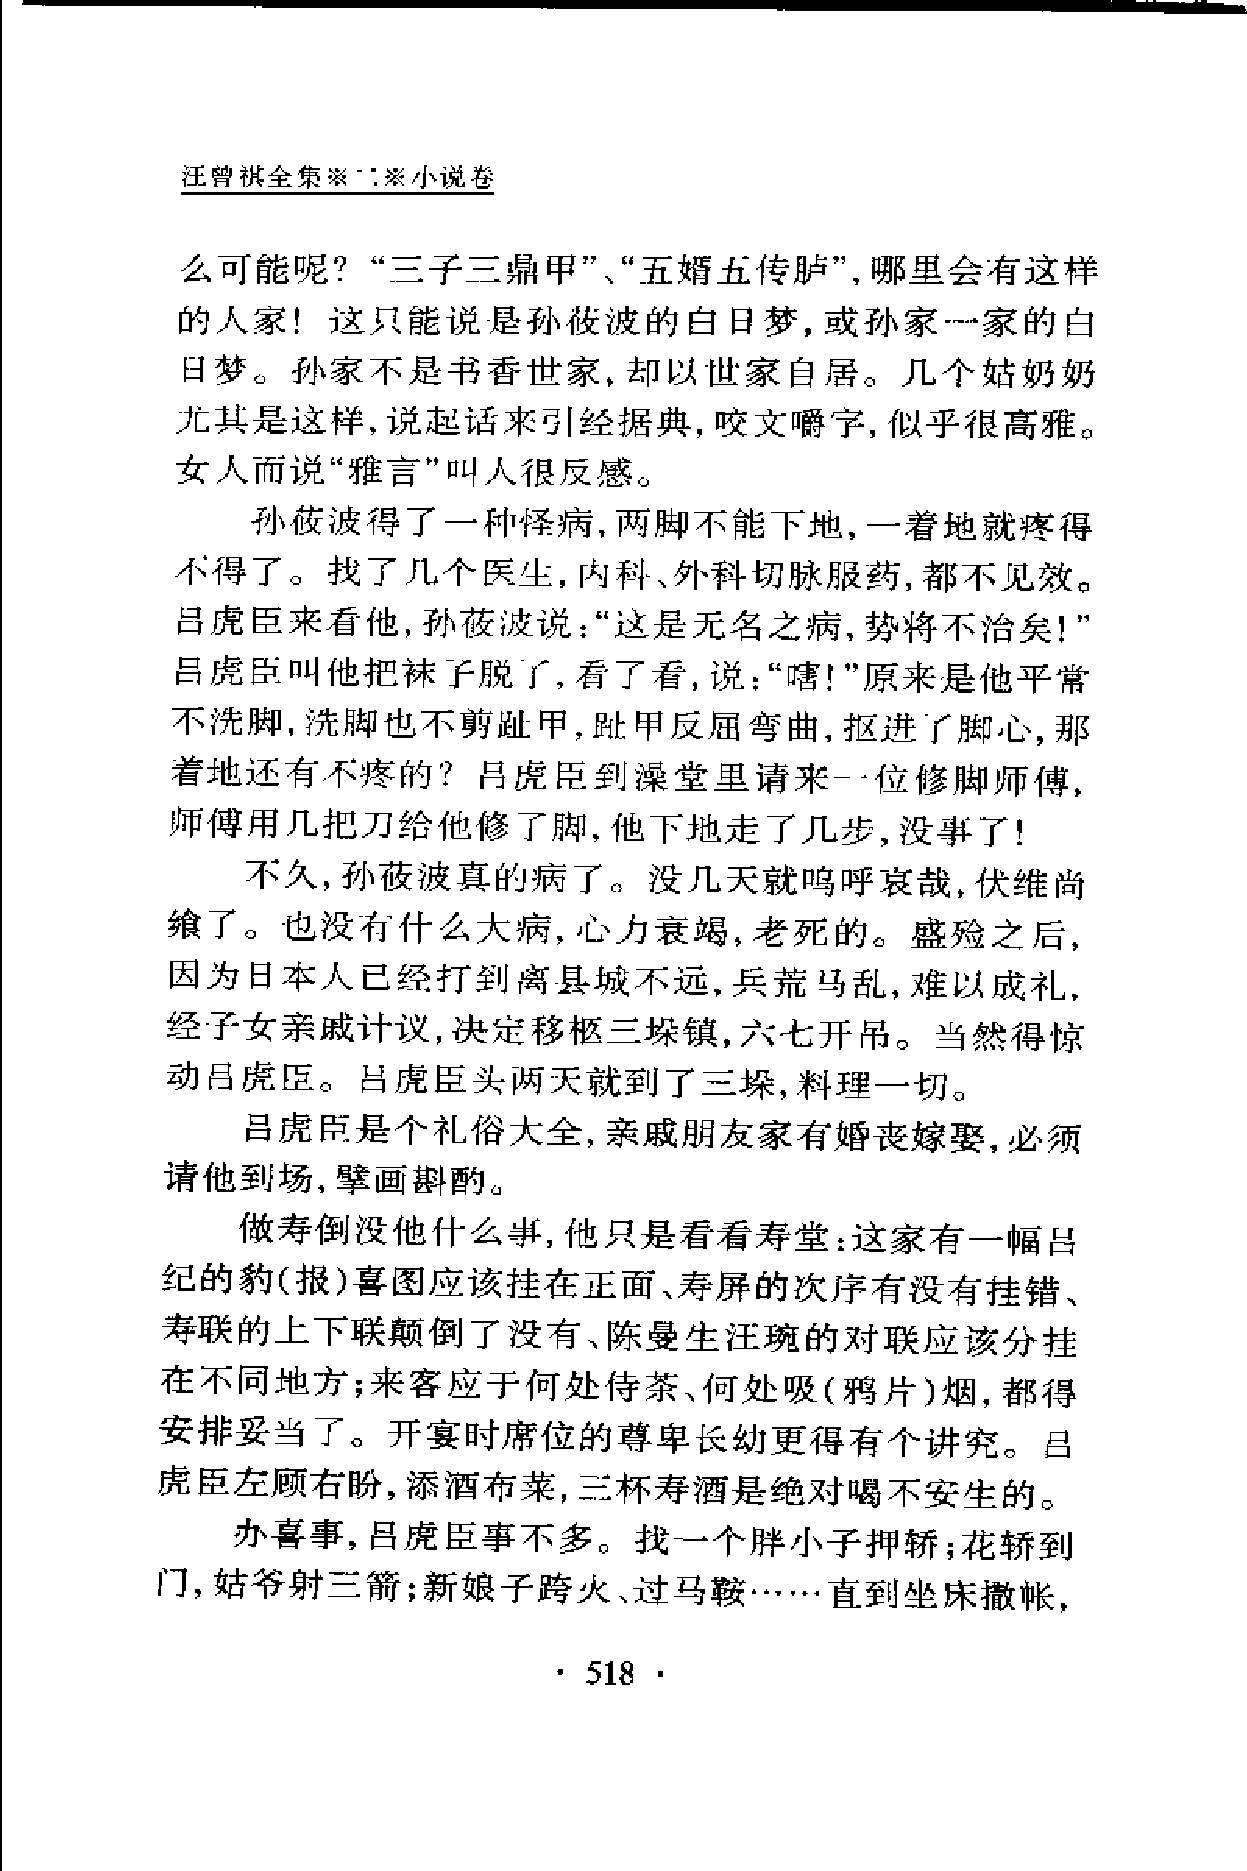 汪曾祺全集※二※小说卷
么可能呢？“三子三鼎甲”、“五婿五传胪”，哪里会有这样
的人家！这只能说是孙莜波的白日梦，或孙家一家的白
日梦。孙家不是书香世家，却以世家自居。几个姑奶奶
尤其是这样，说起话来引经据典，咬文嚼字，似乎很高雅。
女人而说“雅言”叫人很反感。
孙莜波得了一种怪病，两脚不能下地，一着地就疼得
不得了。找了几个医生，内科、外科切脉服药，都不见效。
吕虎臣来看他，孙莜波说：“这是无名之病，势将不治矣！”
吕虎臣叫他把袜子脱了，看了看，说：“嗐！”原来是他平常
不洗脚，洗脚也不剪趾甲，趾甲反屈弯曲，抠进了脚心，那
着地还有不疼的？吕虎臣到澡堂里请来一位修脚师傅，
师傅用几把刀给他修了脚，他下地走了几步，没事了！
不久，孙莜波真的病了。没几天就呜呼哀哉，伏维尚
飨了。也没有什么大病，心力衰竭，老死的。盛殓之后，
因为日本人已经打到离县城不远，兵荒马乱，难以成礼，
经子女亲戚计议，决定移柩三垛镇，六七开吊。当然得惊
动吕虎臣。吕虎臣头两天就到了三垛，料理一切。
吕虎臣是个礼俗大全，亲戚朋友家有婚丧嫁娶，必须
请他到场，擘画斟酌。
做寿倒没他什么事，他只是看看寿堂：这家有一幅吕
纪的豹（报）喜图应该挂在正面、寿屏的次序有没有挂错、
寿联的上下联颠倒了没有、陈曼生汪琬的对联应该分挂
在不同地方；来客应于何处侍茶、何处吸（鸦片）烟，都得
安排妥当了。开宴时席位的尊卑长幼更得有个讲究。吕
虎臣左顾右盼，添酒布菜，三杯寿酒是绝对喝不安生的。
办喜事，吕虎臣事不多。找一个胖小子押轿；花轿到
门，姑爷射三箭；新娘子跨火、过马鞍……直到坐床撒帐，
· 518 ·